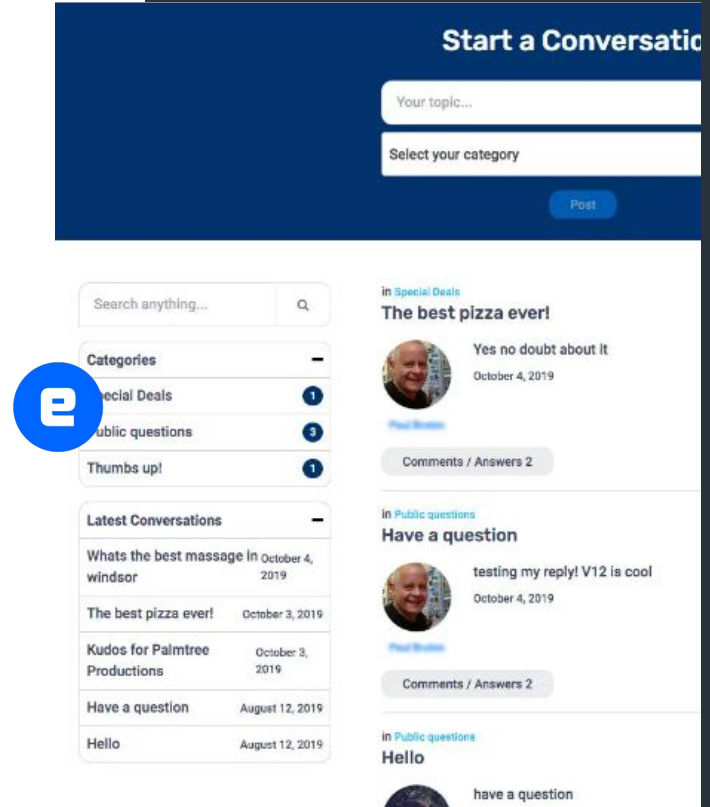 Start a Conversatio
Your topic...
Select your category
Post
Search anything...
Categories
pecial Deals 1
ublic questions 3
Thumbs up! 1
Latest Conversations
Whats the best massage in October 4,
windsor 2019
The best pizza ever! October 3, 2019
Kudos for Palmtree October 3,
Productions 2019
Have a question August 12, 2019
Hello August 12, 2019
in Special Deals
The best pizza ever!
Yes no doubt about it
October 4, 2019
Comments / Answers 2
in Public questions
Have a question
testing my reply! V12 is cool
October 4, 2019
Comments / Answers 2
in Public questions
Hello
have a question